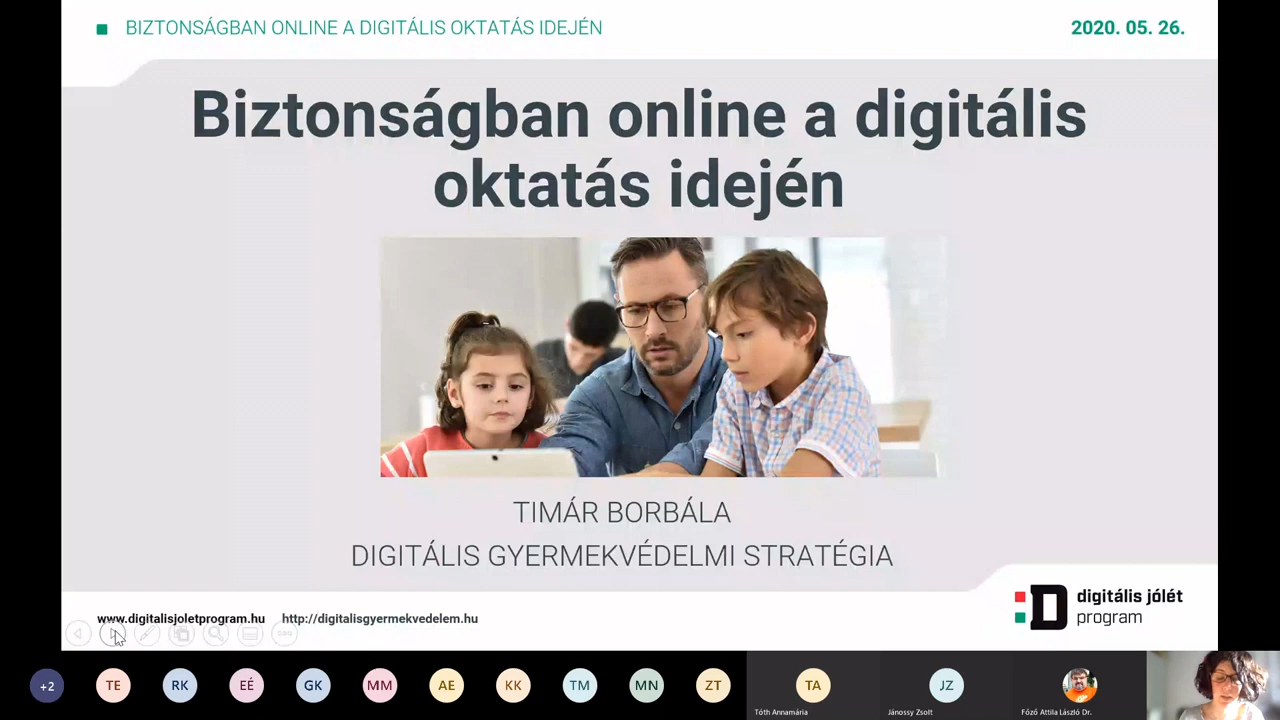 BIZTONSÁGBAN ONLINE A DIGITÁLIS OKTATÁS IDEJÉN
2020. 05. 26.
Biztonságban online a digitális
oktatás idején
TIMÁR BORBÁLA
DIGITÁLIS GYERMEKVÉDELMI STRATÉGIA
www.digitalisjoletprogram.hu
http://digitalisgyermekvedelem.hu
D digitális jólét
program
+2
TE
RK
EÉ
GK
MM
AE
KK
TM
MN
ZT
TA
JZ
Tóth Annamária
Jánossy Zsolt
Főző Attila László Dr.